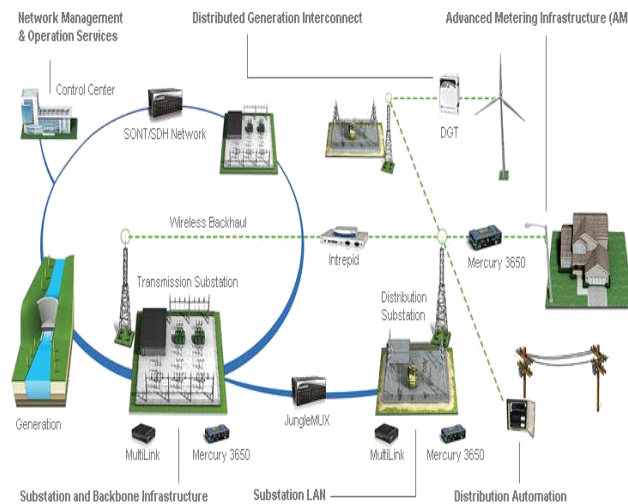 Network Management
& Operation Services
Distributed Generation Interconnect
Advanced Metering Infrastructure (AM
Control Center
SONT/SDH Network
DGT
Wireless Backhaul
Intrepid
Mercury 3650
Transmission Substation
Distribution
Substation
Generation
JungleMUX
MultiLink
Mercury 3650
MultiLink
Mercury 3650
Substation and Backbone Infrastructure
Substation LAN
Distribution Automation